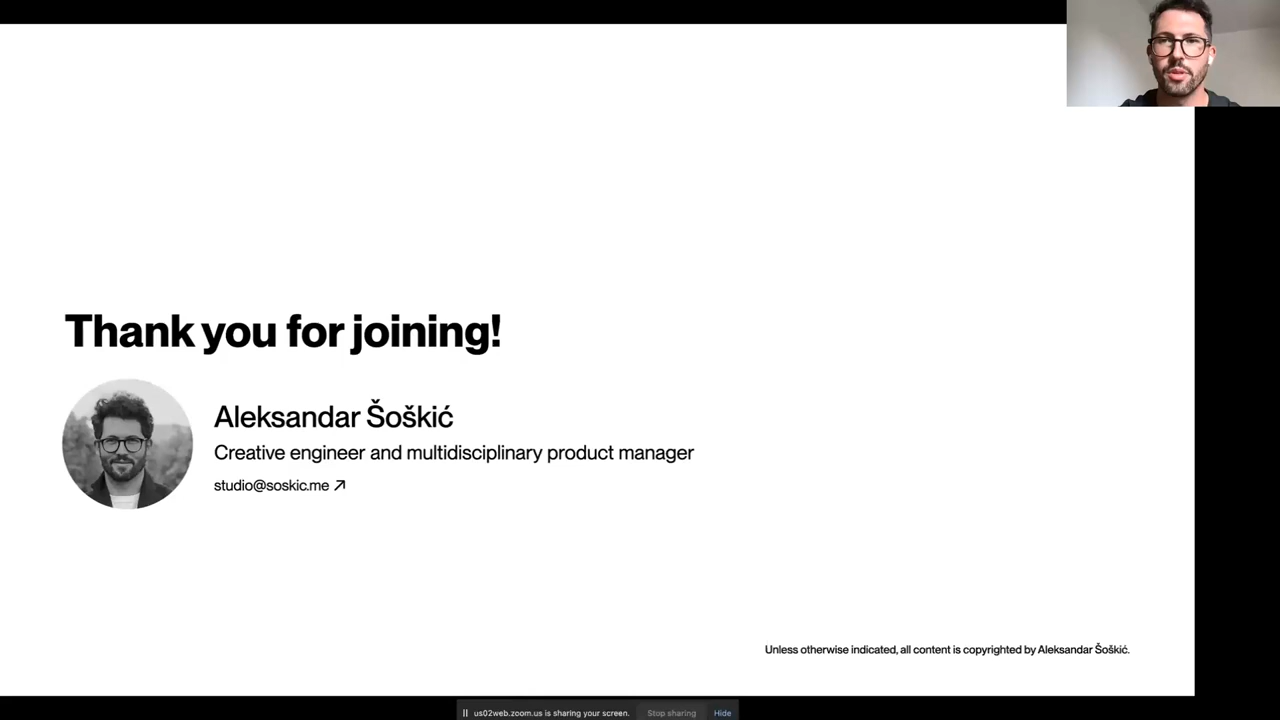 Thank you for joining!
Aleksandar Šoškić
Creative engineer and multidisciplinary product manager
studio@soskic.me ↗
Unless otherwise indicated, all content is copyrighted by Aleksandar Šoškić.
us02web.zoom.us is sharing your screen. Stop sharing Hide